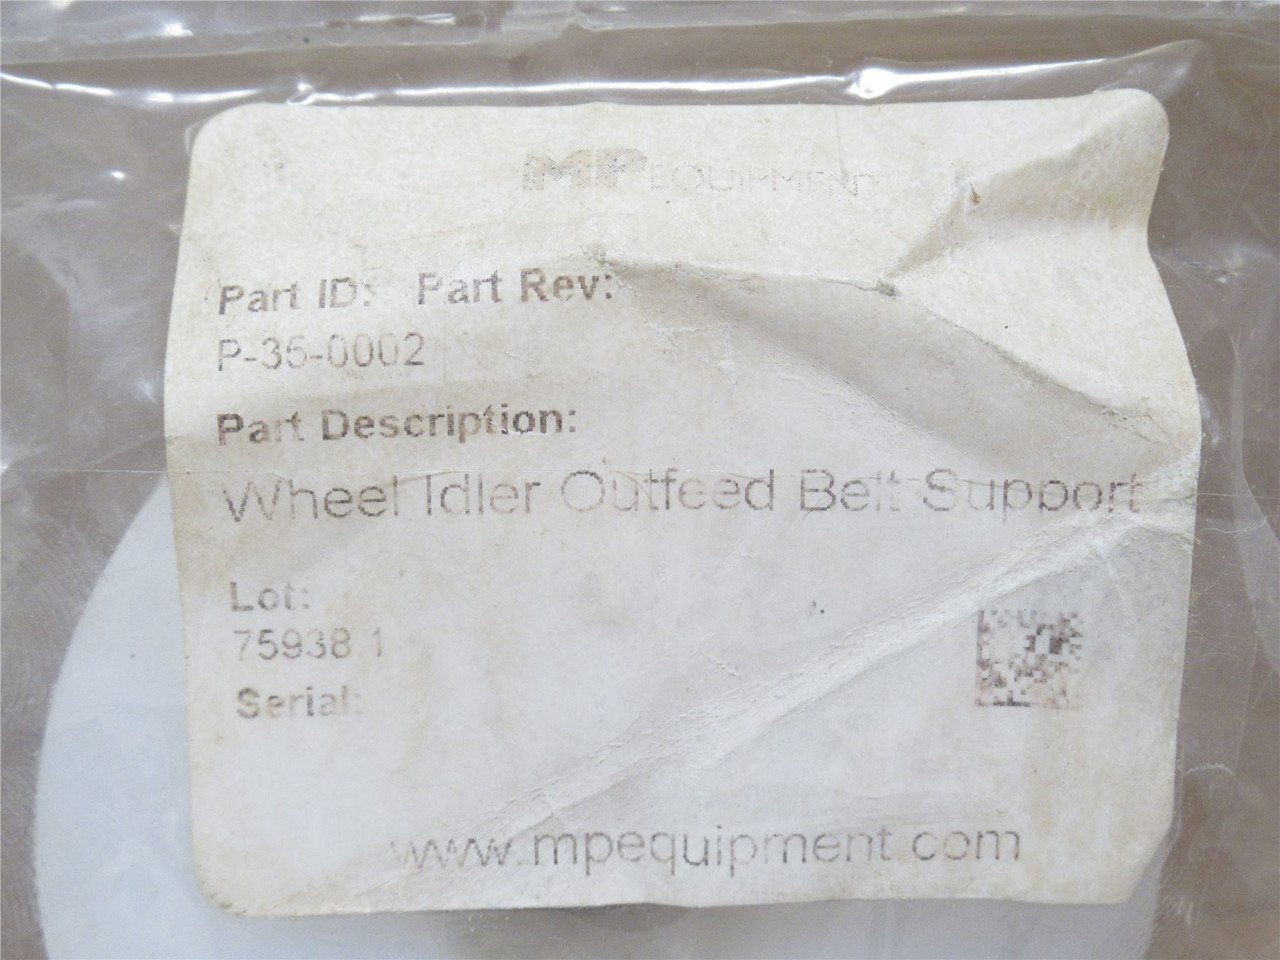 MP EQUIPMENT
Part ID: Part Rev:
P-35-0002
Part Description:
Wheel Idler Outfeed Belt Support
Lot:
75938 1
Serial:
www.mpequipment.com